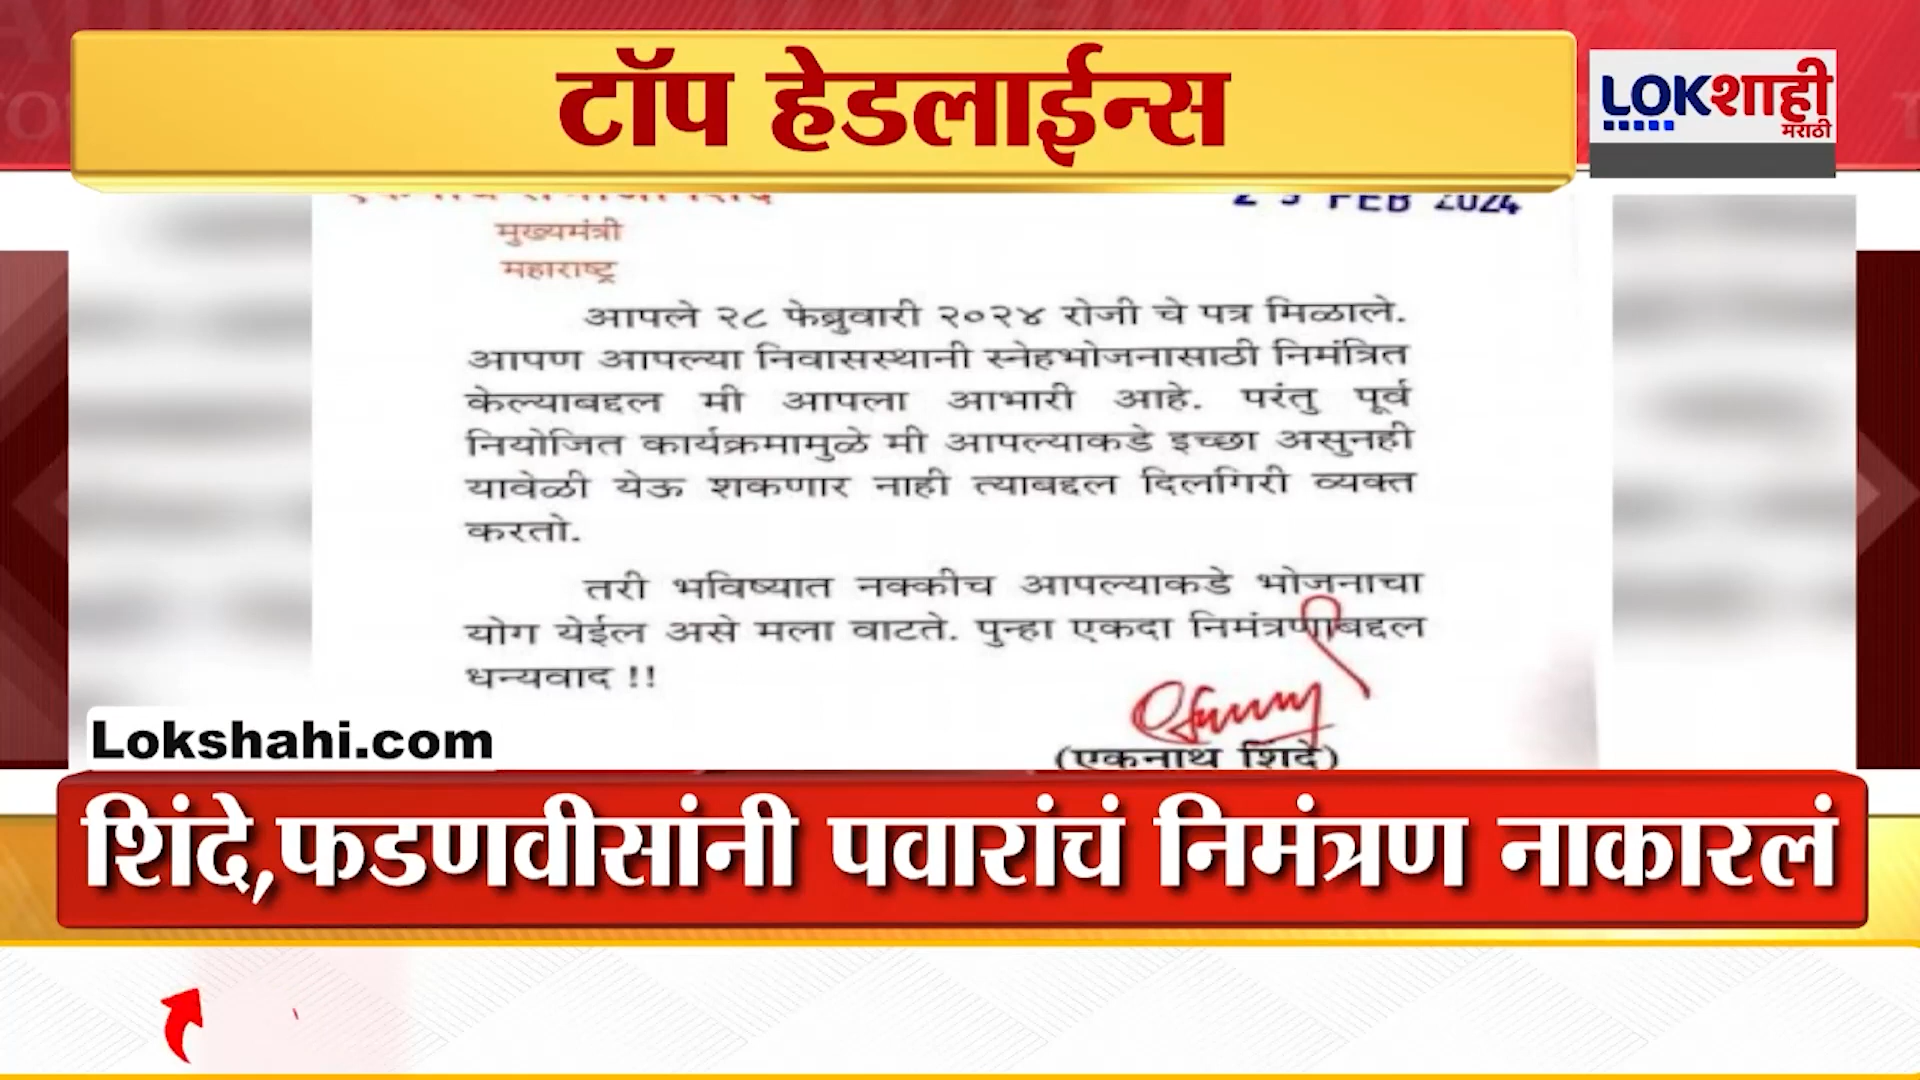 टॉप हेडलाईन्स
LOKशाही
मराठी
FEB 2024
मुख्यमंत्री
महाराष्ट्र
आपले २८ फेब्रुवारी २०२४ रोजी चे पत्र मिळाले.
आपण आपल्या निवासस्थानी स्नेहभोजनासाठी निमंत्रित
केल्याबद्दल मी आपला आभारी आहे. परंतु पूर्व
नियोजित कार्यक्रमामुळे मी आपल्याकडे इच्छा असुनही
यावेळी येऊ शकणार नाही त्याबद्दल दिलगिरी व्यक्त
करतो.
तरी भविष्यात नक्कीच आपल्याकडे भोजनाचा
योग येईल असे मला वाटते. पुन्हा एकदा निमंत्रणाबद्दल
धन्यवाद !!
(एकनाथ शिंदे)
Lokshahi.com
शिंदे,फडणवीसांनी पवारांचं निमंत्रण नाकारलं